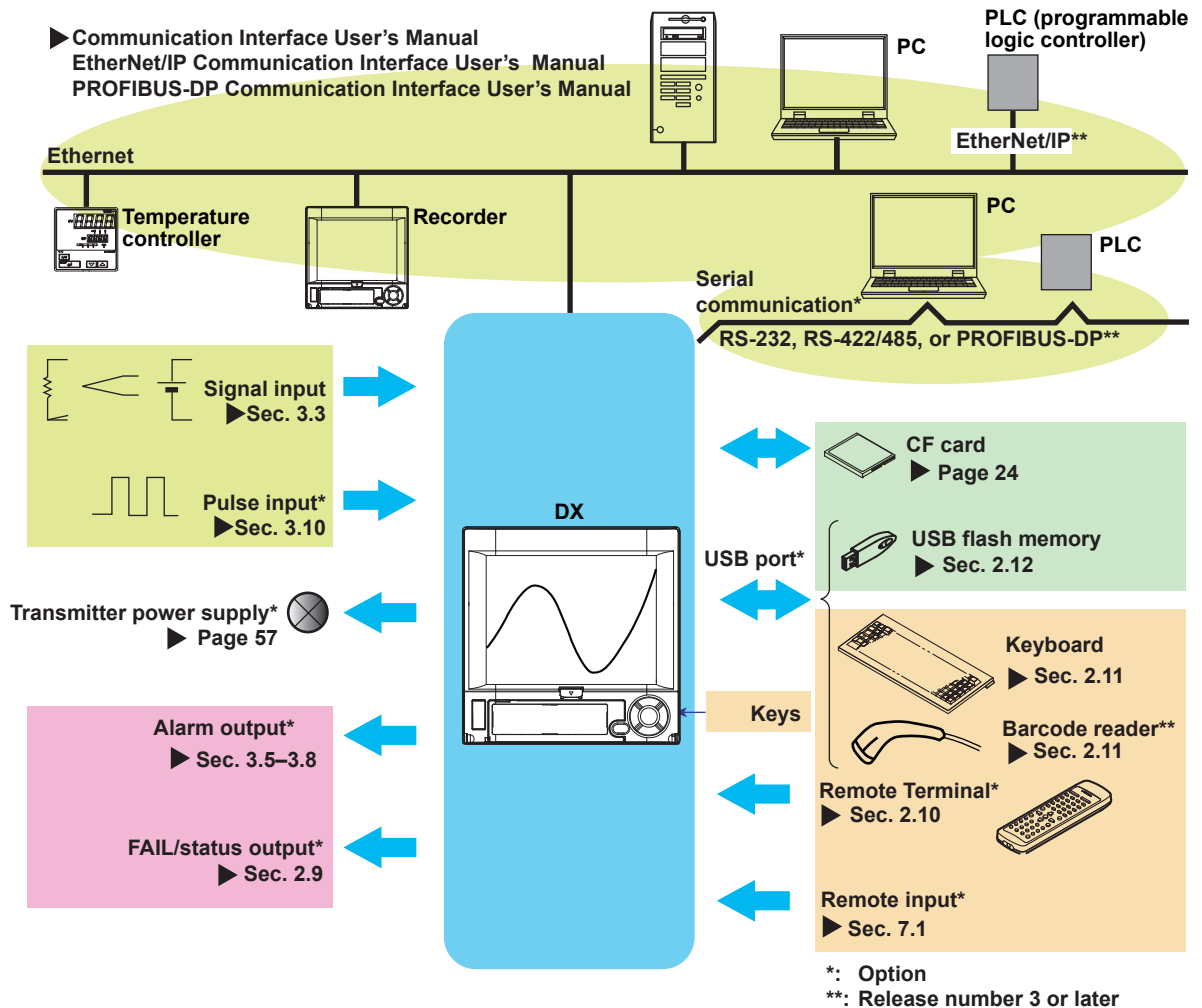 ▶Communication Interface User's Manual
EtherNet/IP Communication Interface User's Manual
PROFIBUS-DP Communication Interface User's Manual
PC
PLC (programmable
logic controller)
EtherNet/IP**
Ethernet
Temperature
controller
Recorder
PC
PLC
Serial
communication*
RS-232, RS-422/485, or PROFIBUS-DP**
Signal input
▶Sec. 3.3
Pulse input*
▶Sec. 3.10
Transmitter power supply*
▶ Page 57
Alarm output*
▶ Sec. 3.5–3.8
FAIL/status output*
▶ Sec. 2.9
DX
USB port*
Keys
CF card
▶ Page 24
USB flash memory
▶ Sec. 2.12
Keyboard
▶ Sec. 2.11
Barcode reader**
▶ Sec. 2.11
Remote Terminal*
▶ Sec. 2.10
Remote input*
▶ Sec. 7.1
*: Option
**: Release number 3 or later